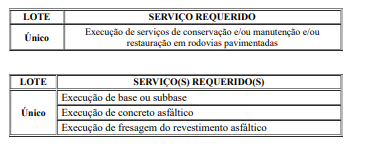 LOTE SERVIÇO REQUERIDO
Único Execução de serviços de conservação e/ou manutenção e/ou
restauração em rodovias pavimentadas
LOTE SERVIÇO(S) REQUERIDO(S)
Único
Execução de base ou subbase
Execução de concreto asfáltico
Execução de fresagem do revestimento asfáltico